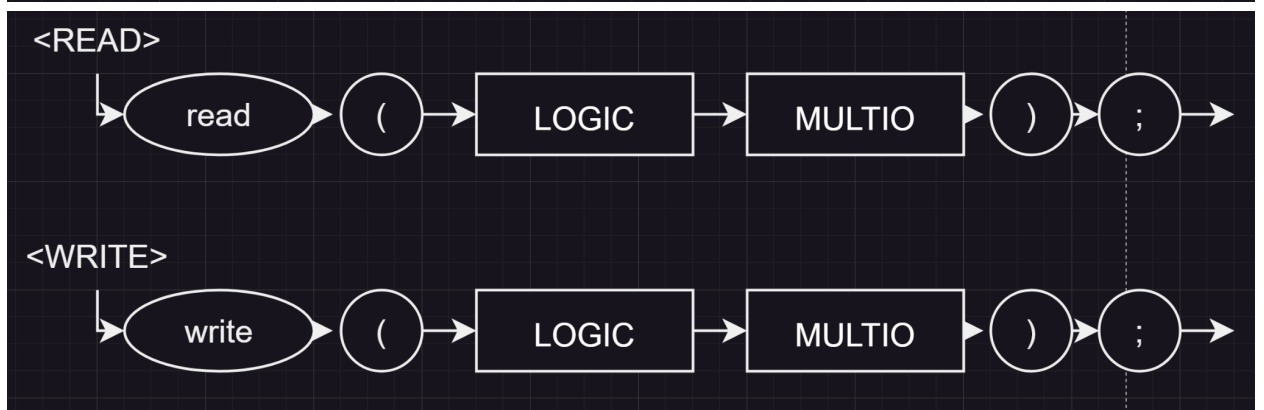 <READ>
read ( LOGIC MULTIO ) ;
<WRITE>
write ( LOGIC MULTIO ) ;